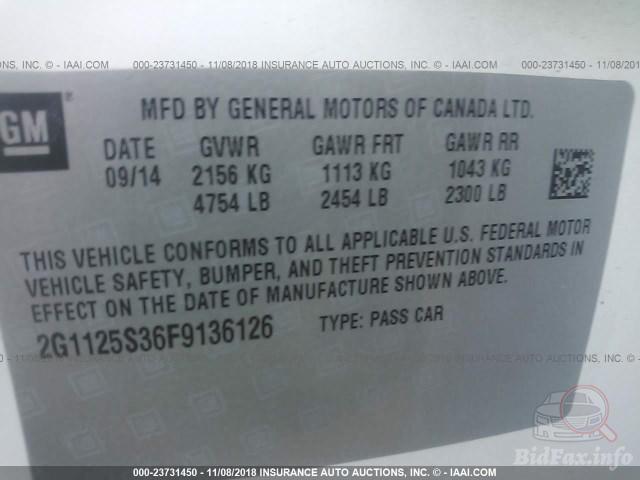 ONS, INC. - IAAI.COM 000-23731450 - 11/08/2018 INSURANCE AUTO AUCTIONS, INC. - IAAI.COM 000-23731450 - 11/08/
GM®
MFD BY GENERAL MOTORS OF CANADA LTD.
DATE GVWR GAWR FRT GAWR RR
09/14 2156 KG 1113 KG 1043 KG
4754 LB 2454 LB 2300 LB
THIS VEHICLE CONFORMS TO ALL APPLICABLE U.S. FEDERAL MOTOR
VEHICLE SAFETY, BUMPER, AND THEFT PREVENTION STANDARDS IN
EFFECT ON THE DATE OF MANUFACTURE SHOWN ABOVE.
2G1125S36F9136126 TYPE: PASS CAR
BidFax.info
000-23731450 - 11/08/2018 INSURANCE AUTO AUCTIONS, INC. - IAAI.COM